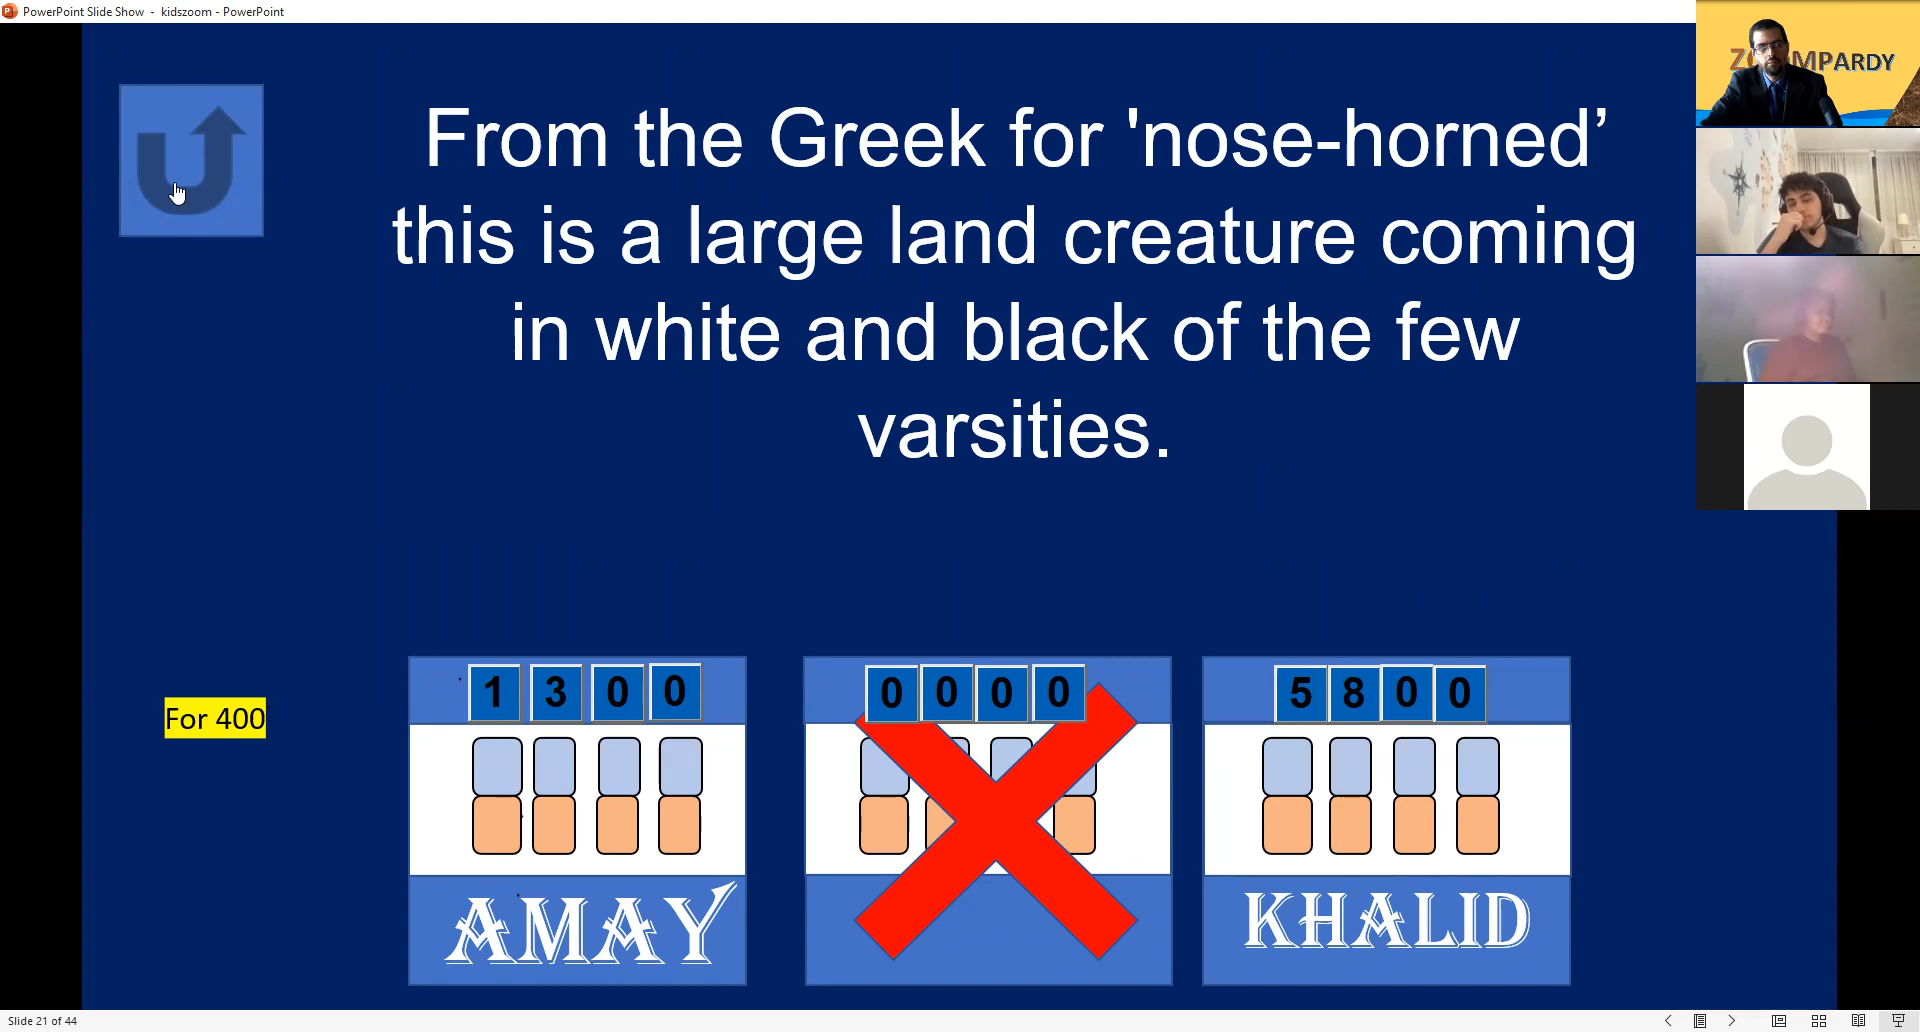 PowerPoint Slide Show - kidszoom - PowerPoint
From the Greek for 'nose-horned’
this is a large land creature coming
in white and black of the few
varsities.
For 400
1 3 0 0
0 0 0 0
5 8 0 0
AMAY
KHALID
Slide 21 of 44